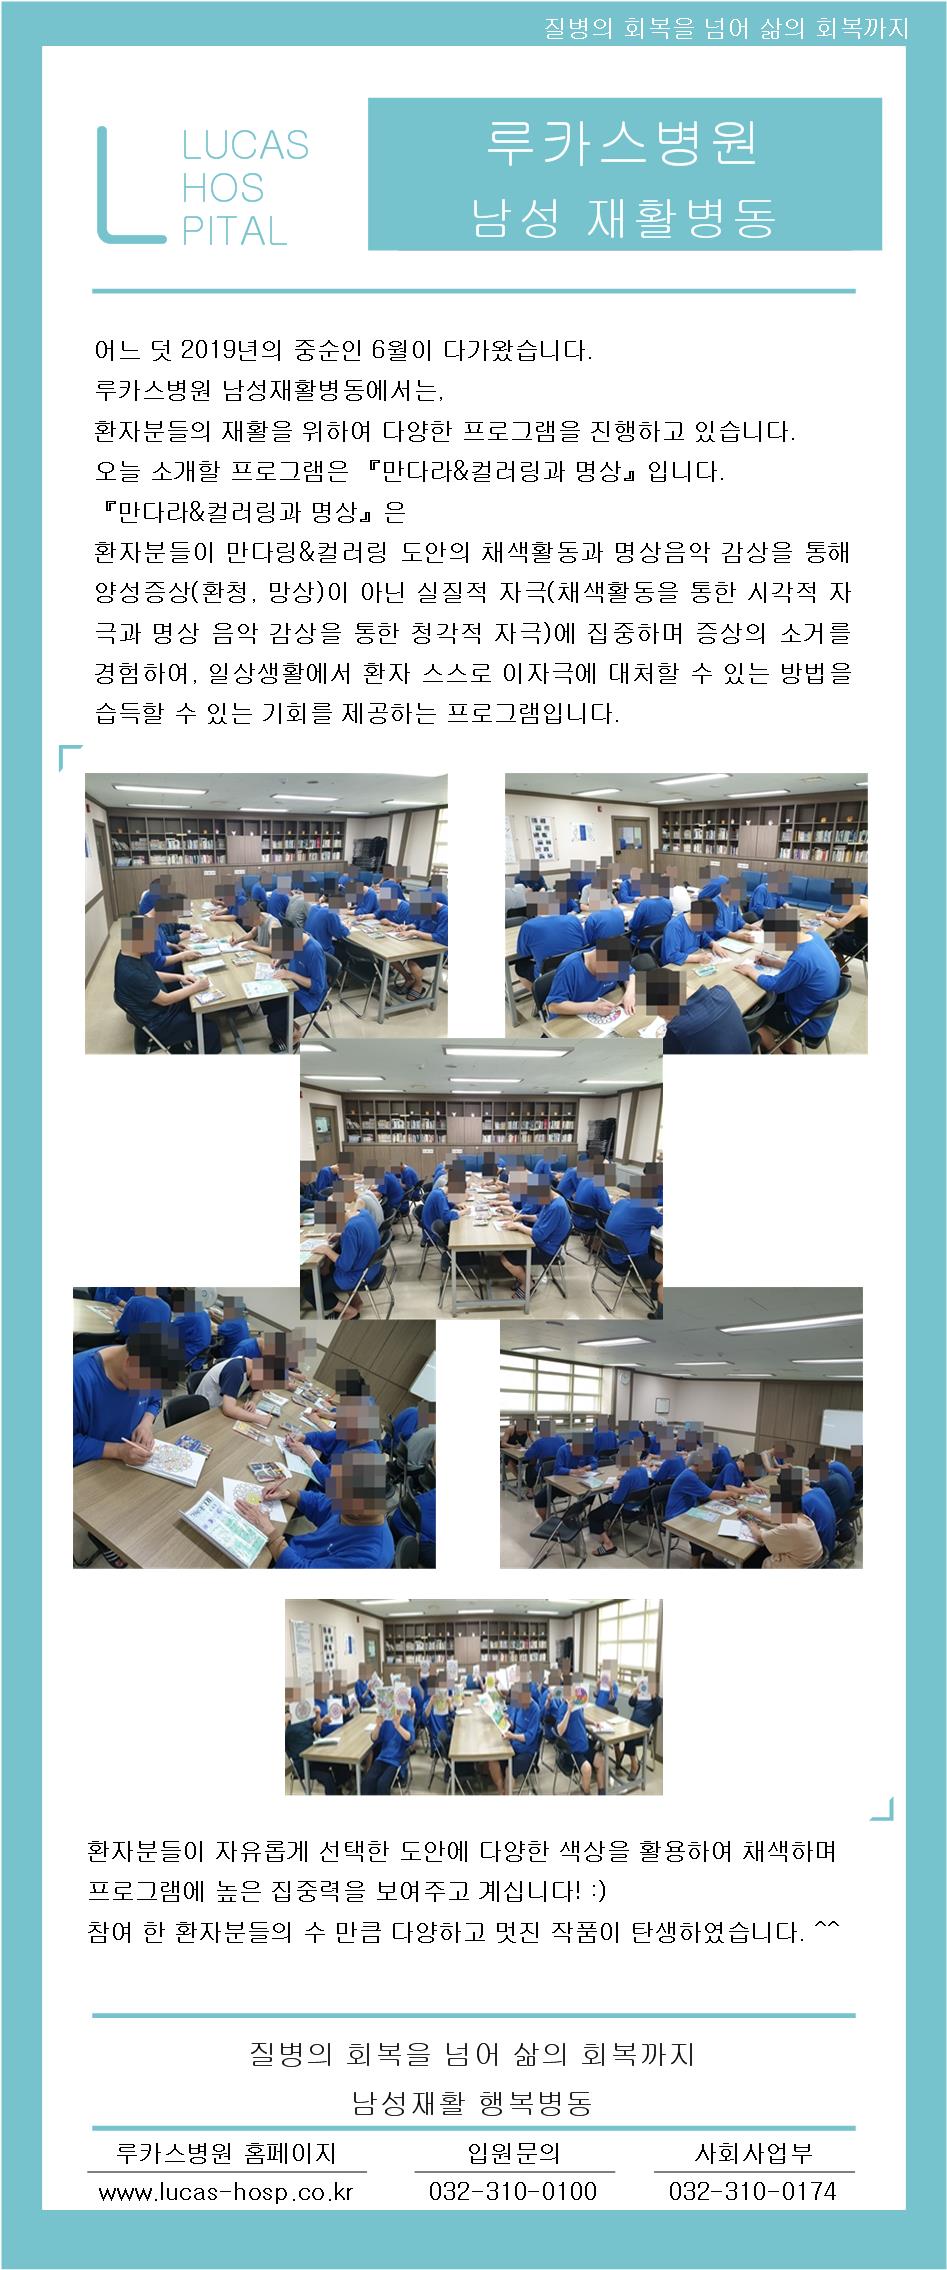 질병의 회복을 넘어 삶의 회복까지
LUCAS
HOS
PITAL
루카스병원
남성 재활병동
어느 덧 2019년의 중순인 6월이 다가왔습니다.
루카스병원 남성재활병동에서는,
환자분들의 재활을 위하여 다양한 프로그램을 진행하고 있습니다.
오늘 소개할 프로그램은 『만다라&컬러링과 명상』입니다.
『만다라&컬러링과 명상』은
환자분들이 만다링&컬러링 도안의 채색활동과 명상음악 감상을 통해
양성증상(환청, 망상)이 아닌 실질적 자극(채색활동을 통한 시각적 자
극과 명상 음악 감상을 통한 청각적 자극)에 집중하며 증상의 소거를
경험하여, 일상생활에서 환자 스스로 이자극에 대처할 수 있는 방법을
습득할 수 있는 기회를 제공하는 프로그램입니다.
환자분들이 자유롭게 선택한 도안에 다양한 색상을 활용하여 채색하며
프로그램에 높은 집중력을 보여주고 계십니다! :)
참여 한 환자분들의 수 만큼 다양하고 멋진 작품이 탄생하였습니다. ^^
질병의 회복을 넘어 삶의 회복까지
남성재활 행복병동
루카스병원 홈페이지
www.lucas-hosp.co.kr
입원문의
032-310-0100
사회사업부
032-310-0174